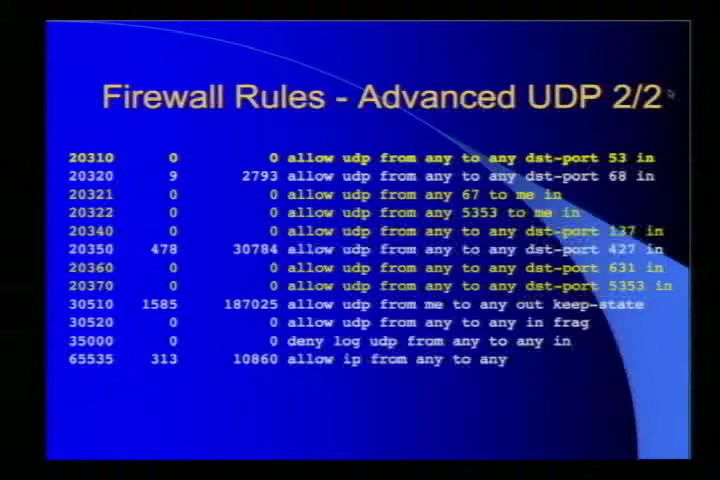 Firewall Rules - Advanced UDP 2/2
20310 0 0 allow udp from any to any dst-port 53 in
20320 9 2793 allow udp from any to any dst-port 68 in
20321 0 0 allow udp from any 67 to me in
20322 0 0 allow udp from any 5353 to me in
20340 0 0 allow udp from any to any dst-port 137 in
20350 478 30784 allow udp from any to any dst-port 427 in
20360 0 0 allow udp from any to any dst-port 631 in
20370 0 0 allow udp from any to any dst-port 5353 in
30510 1585 187025 allow udp from me to any out keep-state
30520 0 0 allow udp from any to any in frag
35000 0 0 deny log udp from any to any in
65535 313 10860 allow ip from any to any